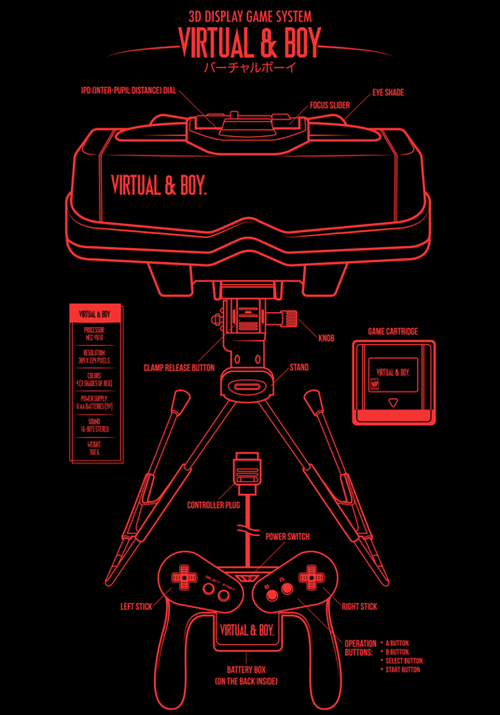 3D DISPLAY GAME SYSTEM
VIRTUAL & BOY
バーチャルボーイ
IPD (INTER-PUPIL DISTANCE) DIAL
FOCUS SLIDER
EYE SHADE
VIRTUAL & BOY.
VIRTUAL & BOY
PROCESSOR:
RESOLUTION:
384 X 224 PIXELS.
COLORS:
4 (3 SHADES OF RED)
POWER SUPPLY:
6 AA BATTERIES (9V)
SOUND:
16-BITS STEREO
WEIGHT:
760 G
KNOB
CLAMP RELEASE BUTTON
STAND
GAME CARTRIDGE
VIRTUAL & BOY.
CONTROLLER PLUG
POWER SWITCH
SELECT START
B A
LEFT STICK
RIGHT STICK
VIRTUAL & BOY.
OPERATION
BUTTONS:
• A BUTTON
• B BUTTON
• SELECT BUTTON
• START BUTTON
BATTERY BOX
(ON THE BACK INSIDE)